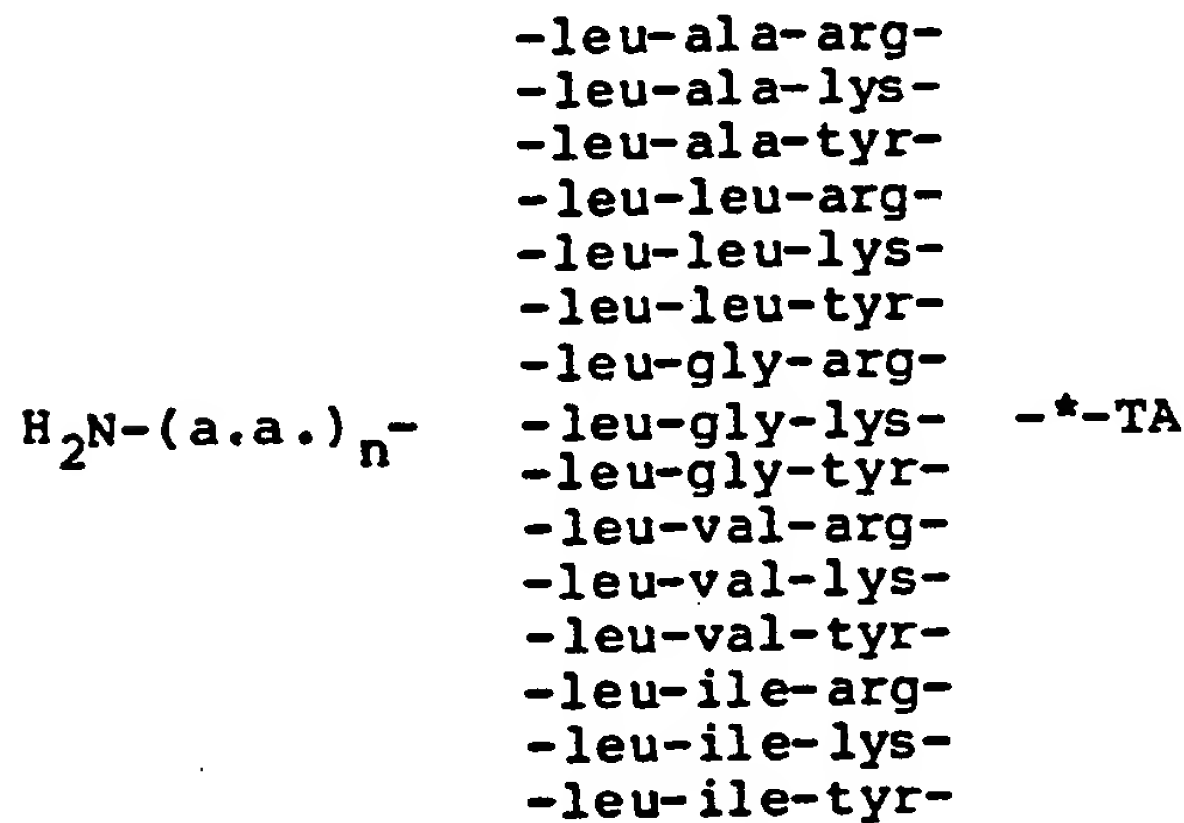 -leu-ala-arg-
-leu-ala-lys-
-leu-ala-tyr-
-leu-leu-arg-
-leu-leu-lys-
-leu-leu-tyr-
-leu-gly-arg-
H₂N-(a.a.)ₙ- -leu-gly-lys- -*-TA
-leu-gly-tyr-
-leu-val-arg-
-leu-val-lys-
-leu-val-tyr-
-leu-ile-arg-
-leu-ile-lys-
-leu-ile-tyr-